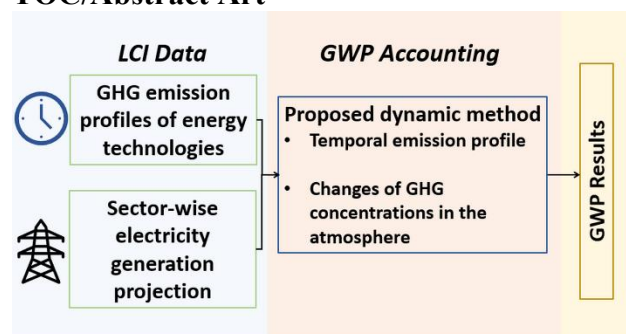 TOC/Abstract Art
LCI Data
GWP Accounting
GHG emission
profiles of energy
technologies
Sector-wise
electricity
generation
projection
Proposed dynamic method
• Temporal emission profile
• Changes of GHG
concentrations in the
atmosphere
GWP Results